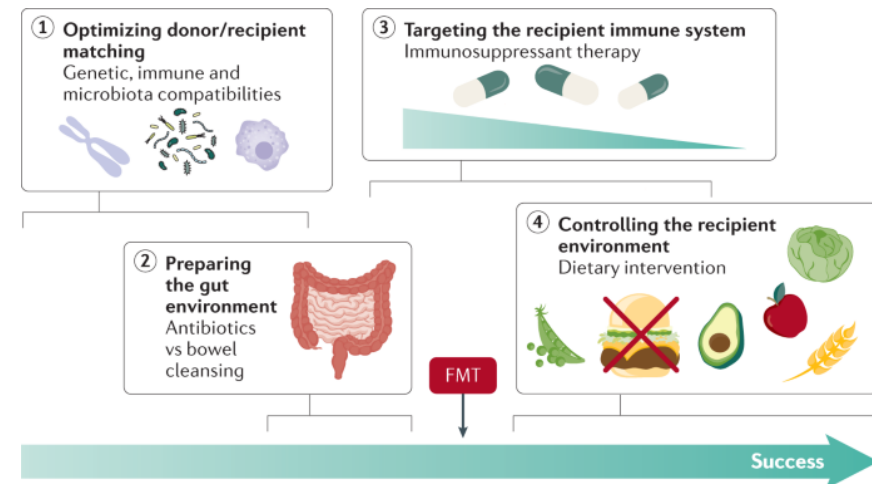 1 Optimizing donor/recipient
matching
Genetic, immune and
microbiota compatibilities
2 Preparing
the gut
environment
Antibiotics
vs bowel
cleansing
3 Targeting the recipient immune system
Immunosuppressant therapy
4 Controlling the recipient
environment
Dietary intervention
FMT
Success